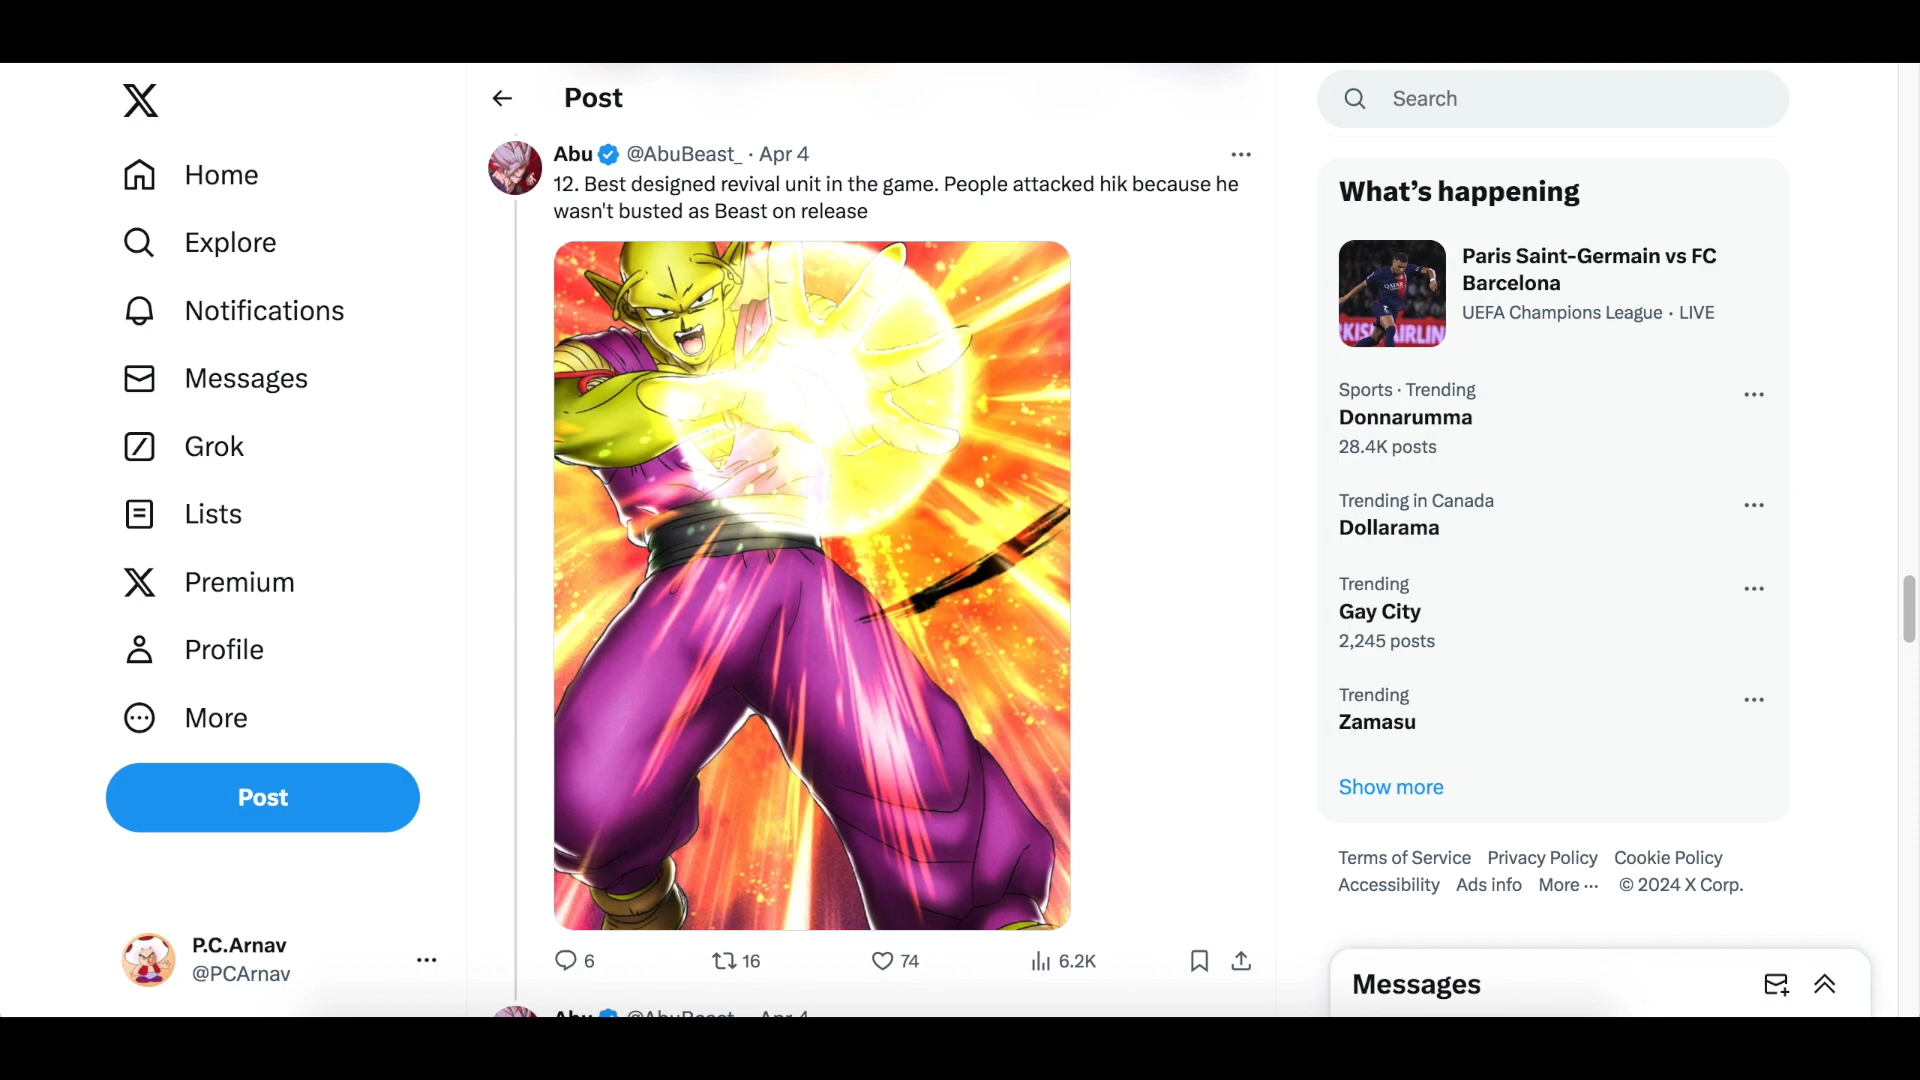 Home
Explore
Notifications
Messages
Grok
Lists
Premium
Profile
More
Post
P.C.Arnav
@PCArnav
Post
Abu @AbuBeast_ · Apr 4
12. Best designed revival unit in the game. People attacked hik because he
wasn't busted as Beast on release
6 16 74 6.2K
Search
What's happening
Paris Saint-Germain vs FC
Barcelona
UEFA Champions League · LIVE
Sports · Trending
Donnarumma
28.4K posts
Trending in Canada
Dollarama
Trending
Gay City
2,245 posts
Trending
Zamasu
Show more
Terms of Service Privacy Policy Cookie Policy
Accessibility Ads info More ··· © 2024 X Corp.
Messages